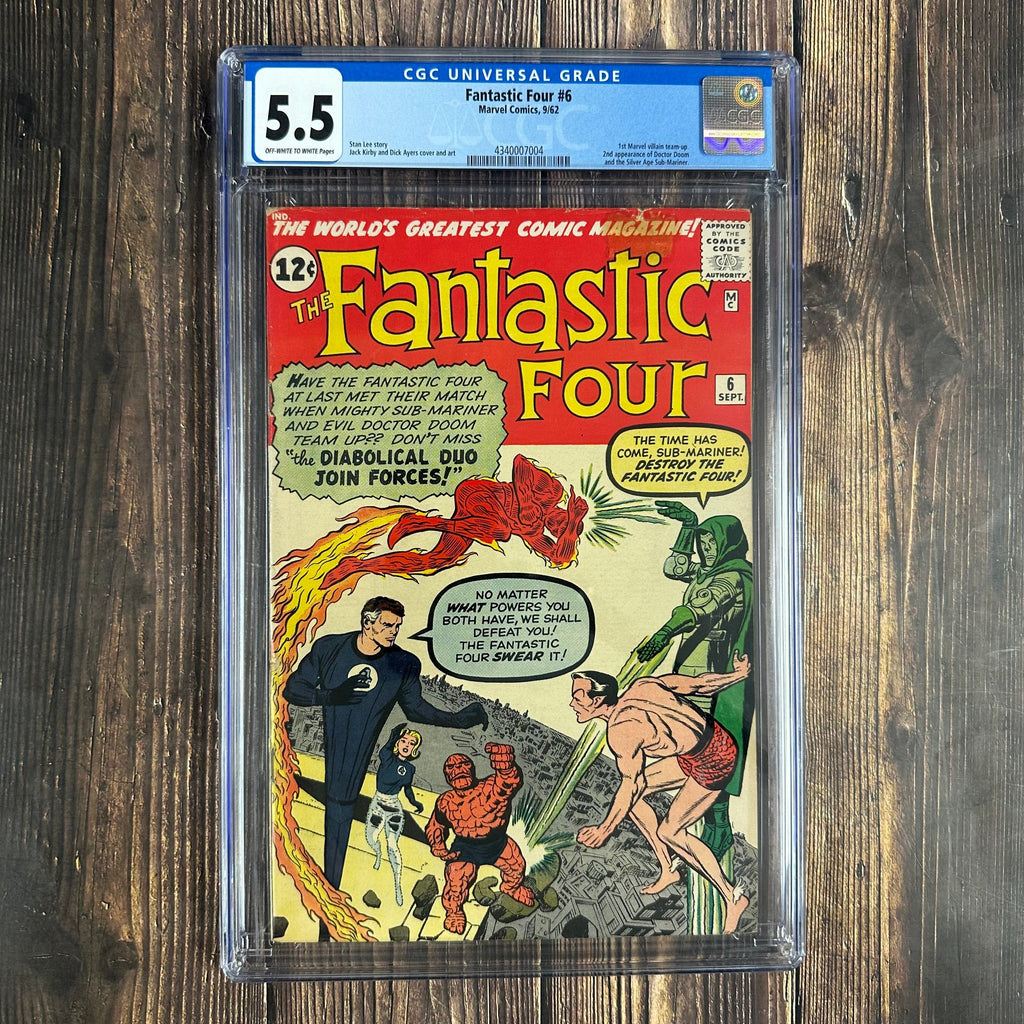 CGC UNIVERSAL GRADE
5.5
OFF-WHITE TO WHITE Pages
Fantastic Four #6
Marvel Comics, 9/62
Stan Lee story
Jack Kirby and Dick Ayers cover and art
4340007004
1st Marvel villain team-up.
2nd appearance of Doctor Doom
and the Silver Age Sub-Mariner.
CGC
IND.
THE WORLD'S GREATEST COMIC MAGAZINE!
APPROVED
BY THE
COMICS
CODE
AUTHORITY
12¢
THE FANTASTIC
FOUR
M
C
6
SEPT.
HAVE THE FANTASTIC FOUR
AT LAST MET THEIR MATCH
WHEN MIGHTY SUB-MARINER
AND EVIL DOCTOR DOOM
TEAM UP?? DON'T MISS
"the DIABOLICAL DUO
JOIN FORCES!"
THE TIME HAS
COME, SUB-MARINER!
DESTROY THE
FANTASTIC FOUR!
NO MATTER
WHAT POWERS YOU
BOTH HAVE, WE SHALL
DEFEAT YOU!
THE FANTASTIC
FOUR SWEAR IT!
4